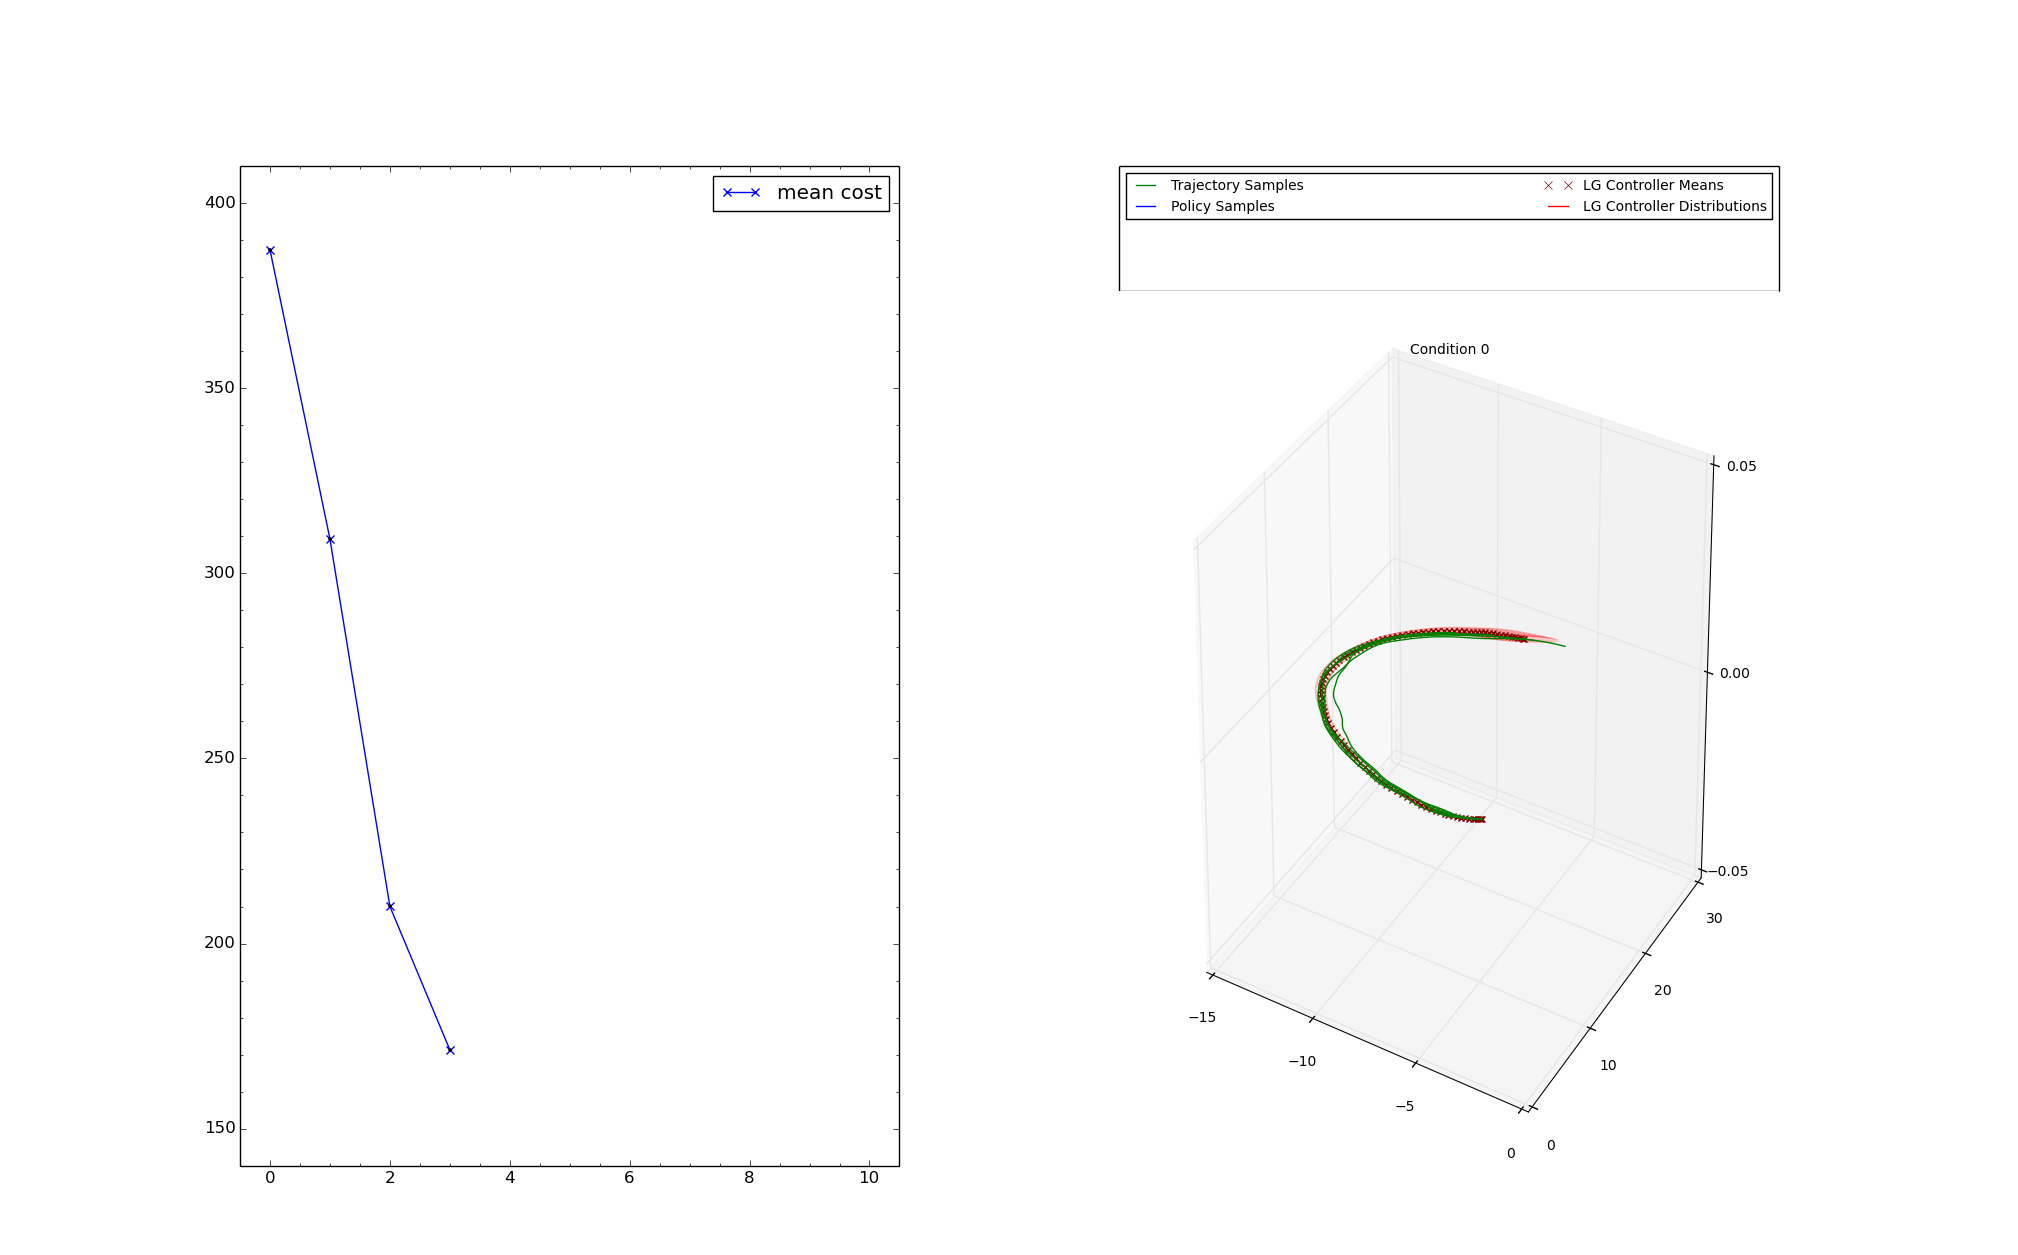 400
350
300
250
200
150
0 2 4 6 8 10
mean cost
Trajectory Samples
Policy Samples
LG Controller Means
LG Controller Distributions
Condition 0
0.05
0.00
−0.05
30
20
10
0
−15
−10
−5
0